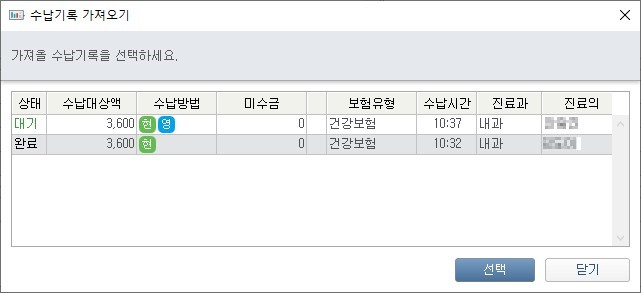 수납기록 가져오기
가져올 수납기록을 선택하세요.
상태 수납대상액 수납방법 미수금 보험유형 수납시간 진료과 진료의
대기 3,600 현 영 0 건강보험 10:37 내과
완료 3,600 현 0 건강보험 10:32 내과
선택 닫기